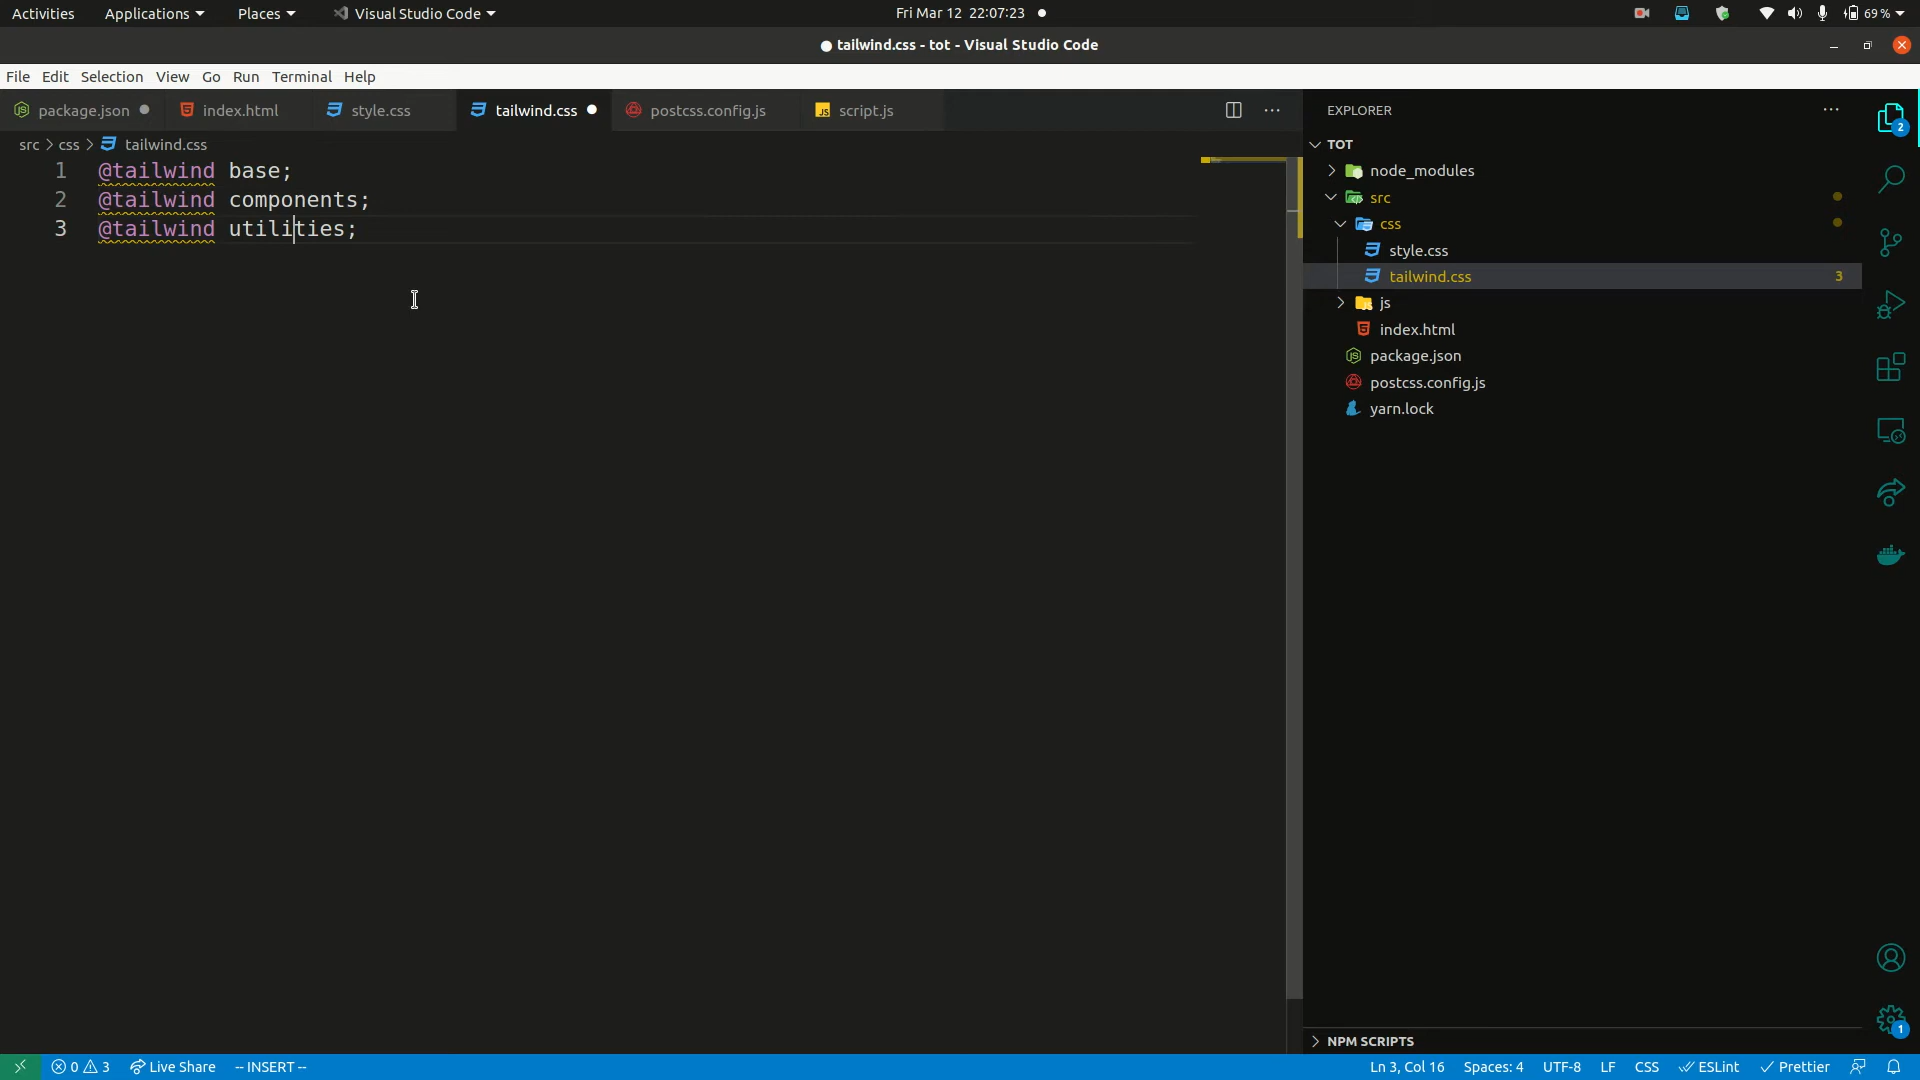 Activities Applications Places Visual Studio Code Fri Mar 12 22:07:23 69 %
tailwind.css - tot - Visual Studio Code
File Edit Selection View Go Run Terminal Help
package.json index.html style.css tailwind.css postcss.config.js script.js
src > css > tailwind.css
1 @tailwind base;
2 @tailwind components;
3 @tailwind utilities;
EXPLORER
TOT
node_modules
src
css
style.css
tailwind.css 3
js
index.html
package.json
postcss.config.js
yarn.lock
2
1
NPM SCRIPTS
0 3 Live Share -- INSERT -- Ln 3, Col 16 Spaces: 4 UTF-8 LF CSS ESLint Prettier